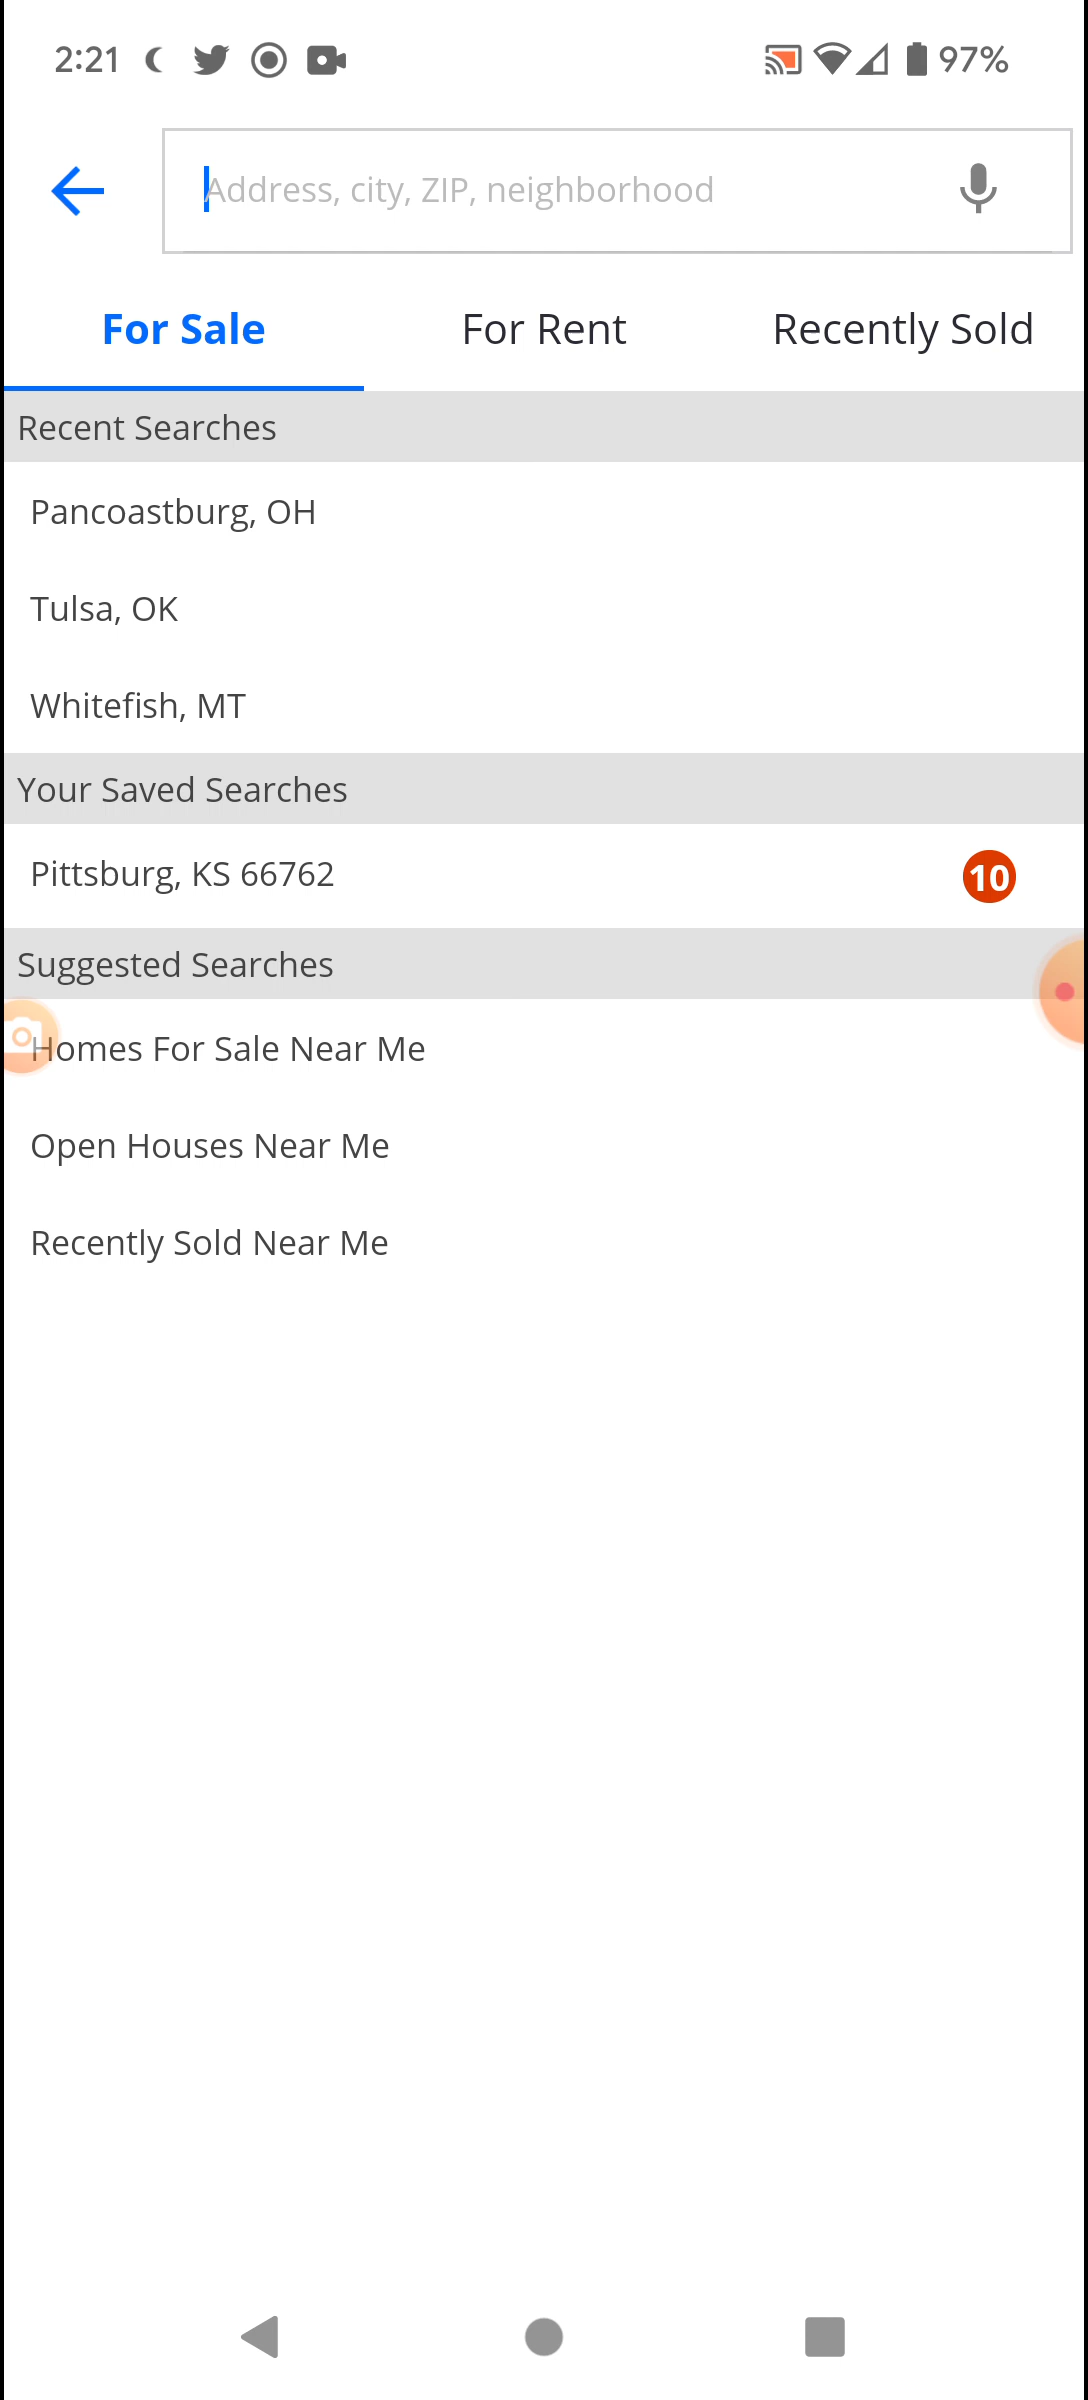 2:21
97%
Address, city, ZIP, neighborhood
For Sale For Rent Recently Sold
Recent Searches
Pancoastburg, OH
Tulsa, OK
Whitefish, MT
Your Saved Searches
Pittsburg, KS 66762
10
Suggested Searches
Homes For Sale Near Me
Open Houses Near Me
Recently Sold Near Me